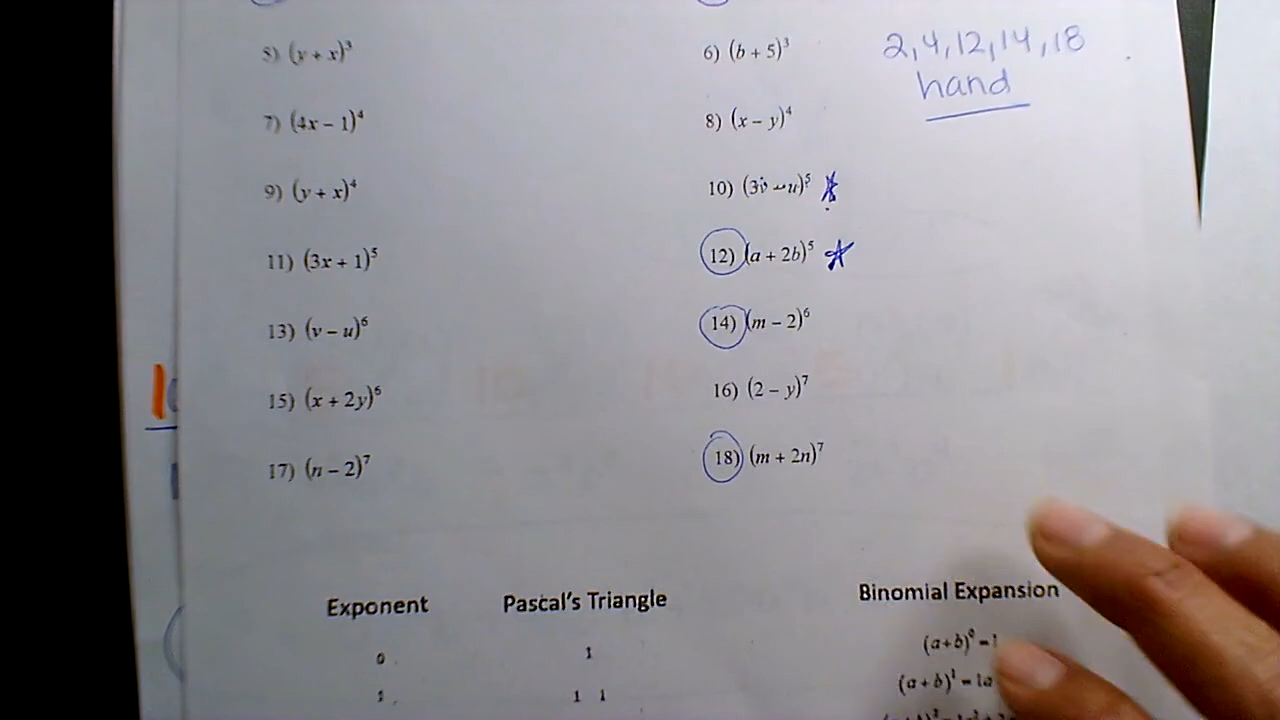 5) (y + x)³
6) (b + 5)³
2, 4, 12, 14, 18
hand
7) (4x − 1)⁴
8) (x − y)⁴
9) (y + x)⁴
10) (3v − u)⁵
11) (3x + 1)⁵
12) (a + 2b)⁵
13) (v − u)⁶
14) (m − 2)⁶
15) (x + 2y)⁶
16) (2 − y)⁷
17) (n − 2)⁷
18) (m + 2n)⁷
Exponent Pascal's Triangle Binomial Expansion
0 1 (a+b)⁰ = 1
1 1 1 (a+b)¹ = 1a